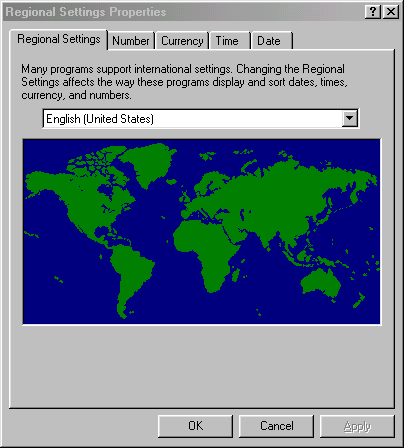 Regional Settings Properties
Regional Settings
Number
Currency
Time
Date
Many programs support international settings. Changing the Regional
Settings affects the way these programs display and sort dates, times,
currency, and numbers.
English (United States)
OK
Cancel
Apply